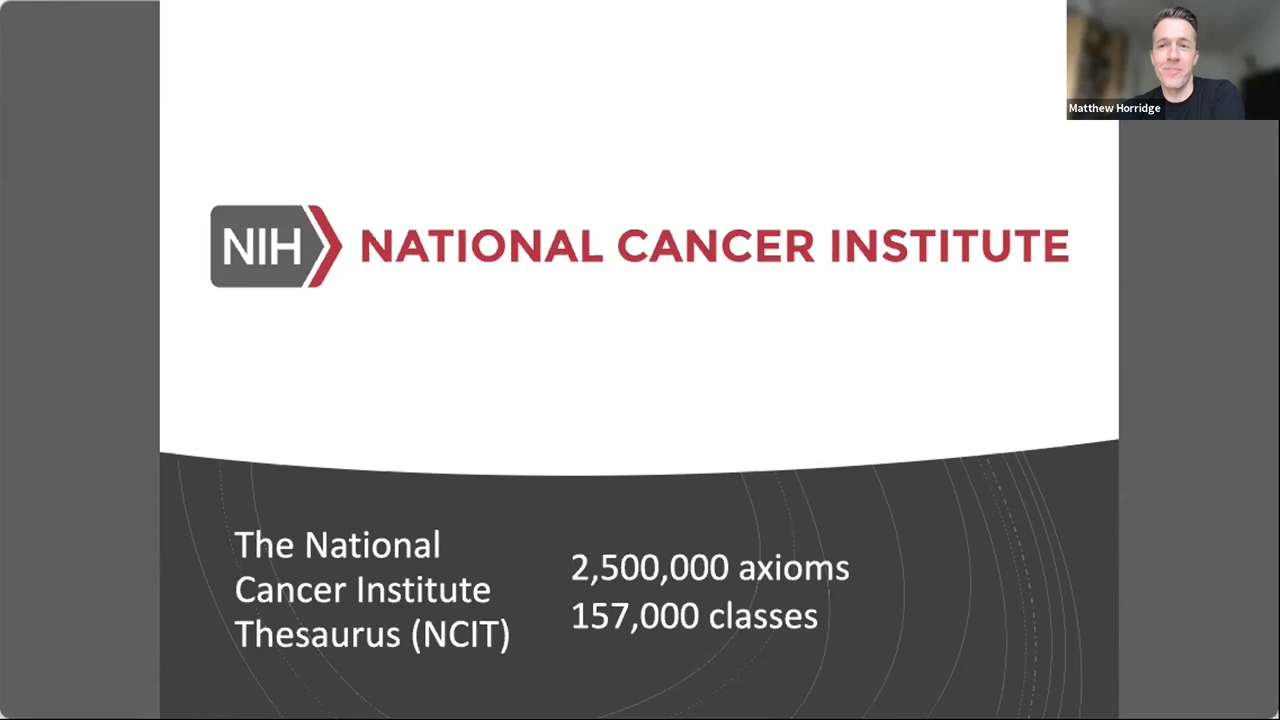 Matthew Horridge
NIH NATIONAL CANCER INSTITUTE
The National
Cancer Institute
Thesaurus (NCIT)
2,500,000 axioms
157,000 classes